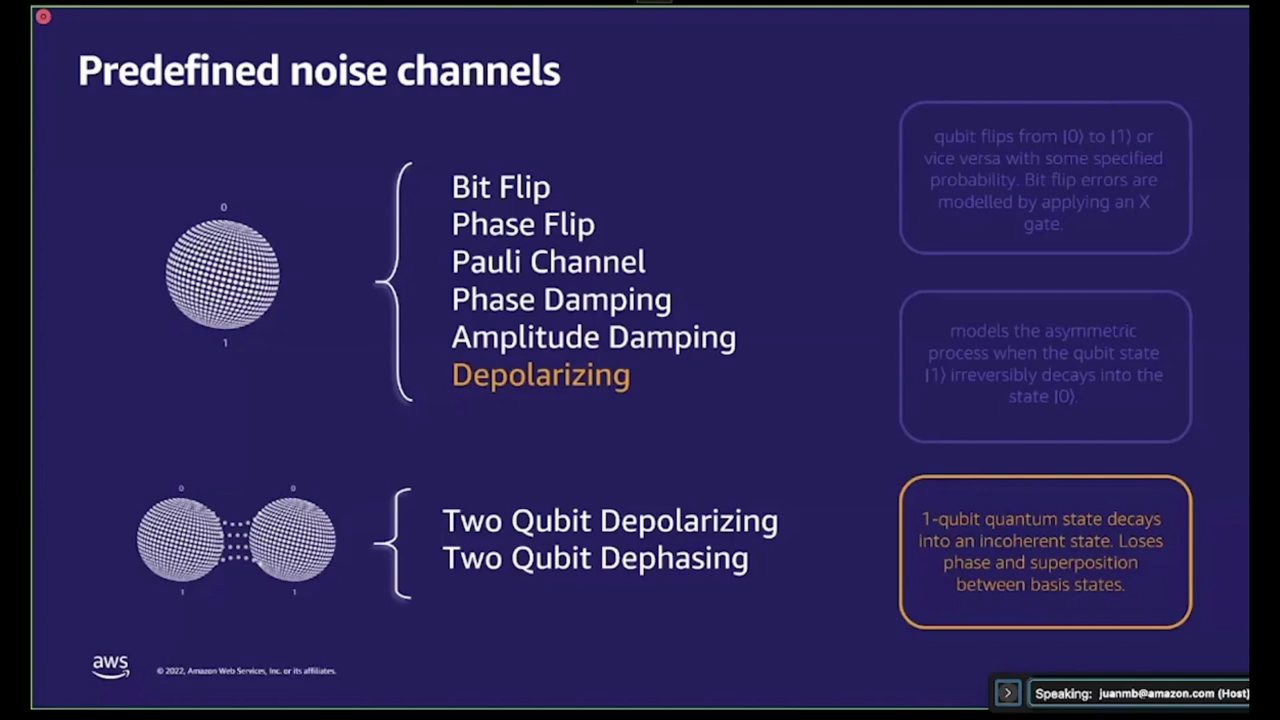 Predefined noise channels
0
1
Bit Flip
Phase Flip
Pauli Channel
Phase Damping
Amplitude Damping
Depolarizing
0 0
1 1
Two Qubit Depolarizing
Two Qubit Dephasing
qubit flips from |0⟩ to |1⟩ or
vice versa with some specified
probability. Bit flip errors are
modelled by applying an X
gate.
models the asymmetric
process when the qubit state
|1⟩ irreversibly decays into the
state |0⟩.
1-qubit quantum state decays
into an incoherent state. Loses
phase and superposition
between basis states.
aws
© 2022, Amazon Web Services, Inc. or its affiliates.
Speaking: juanmb@amazon.com (Host)